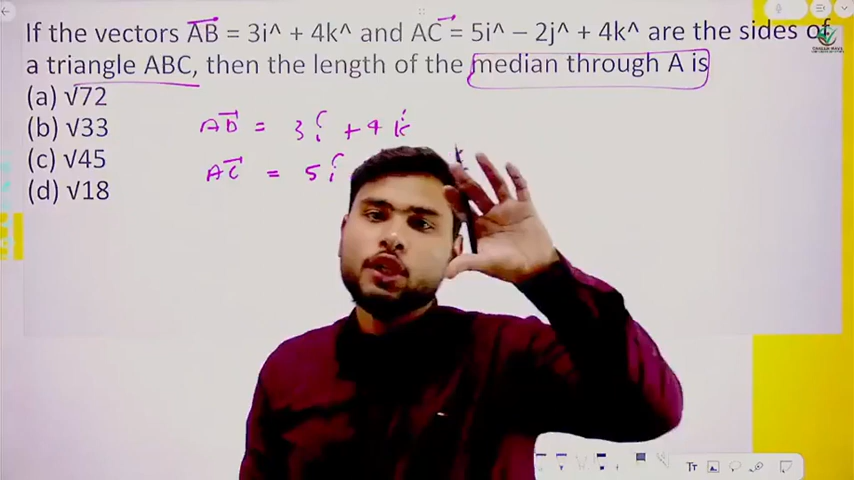 If the vectors AB = 3i^ + 4k^ and AC = 5i^ − 2j^ + 4k^ are the sides of
a triangle ABC, then the length of the median through A is
(a) √72
(b) √33
(c) √45
(d) √18
AB = 3i + 4k
AC = 5i
Tт